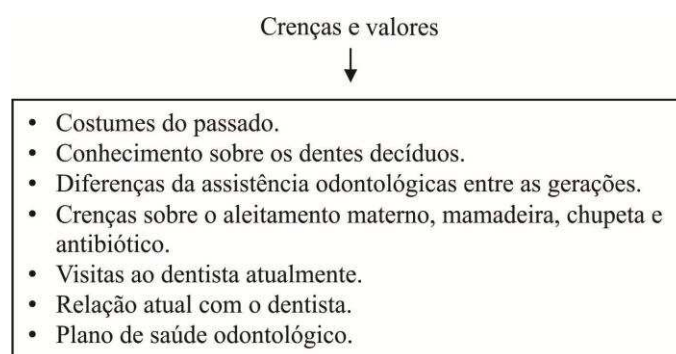 Crenças e valores
• Costumes do passado.
• Conhecimento sobre os dentes decíduos.
• Diferenças da assistência odontológicas entre as gerações.
• Crenças sobre o aleitamento materno, mamadeira, chupeta e
antibiótico.
• Visitas ao dentista atualmente.
• Relação atual com o dentista.
• Plano de saúde odontológico.